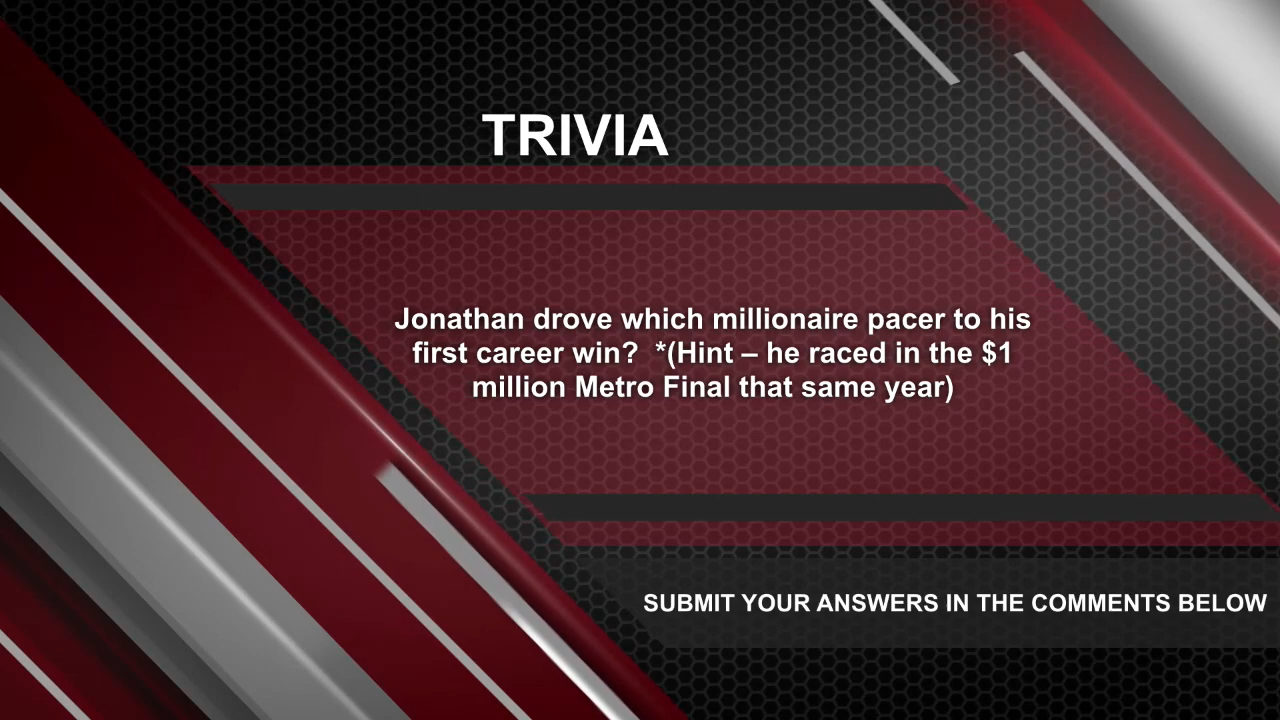 TRIVIA
Jonathan drove which millionaire pacer to his
first career win?  *(Hint – he raced in the $1
million Metro Final that same year)
SUBMIT YOUR ANSWERS IN THE COMMENTS BELOW